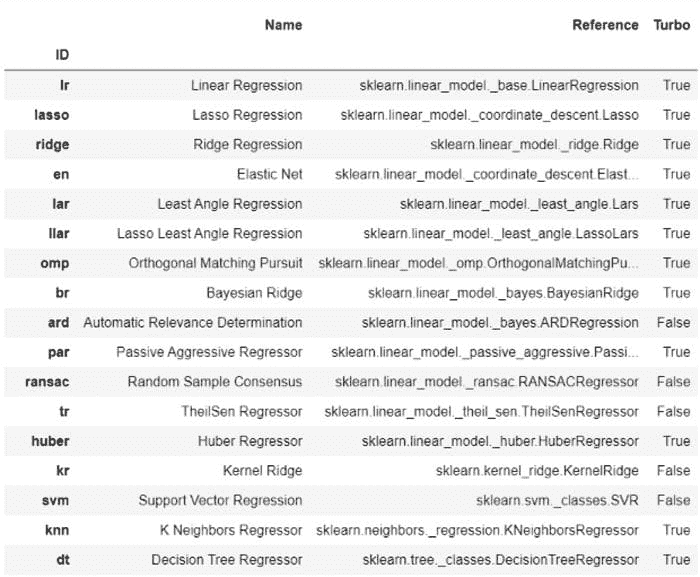 Name Reference Turbo
ID
lr Linear Regression sklearn.linear_model._base.LinearRegression True
lasso Lasso Regression sklearn.linear_model._coordinate_descent.Lasso True
ridge Ridge Regression sklearn.linear_model._ridge.Ridge True
en Elastic Net sklearn.linear_model._coordinate_descent.Elast... True
lar Least Angle Regression sklearn.linear_model._least_angle.Lars True
llar Lasso Least Angle Regression sklearn.linear_model._least_angle.LassoLars True
omp Orthogonal Matching Pursuit sklearn.linear_model._omp.OrthogonalMatchingPu... True
br Bayesian Ridge sklearn.linear_model._bayes.BayesianRidge True
ard Automatic Relevance Determination sklearn.linear_model._bayes.ARDRegression False
par Passive Aggressive Regressor sklearn.linear_model._passive_aggressive.Passi... True
ransac Random Sample Consensus sklearn.linear_model._ransac.RANSACRegressor False
tr TheilSen Regressor sklearn.linear_model._theil_sen.TheilSenRegressor False
huber Huber Regressor sklearn.linear_model._huber.HuberRegressor True
kr Kernel Ridge sklearn.kernel_ridge.KernelRidge False
svm Support Vector Regression sklearn.svm._classes.SVR False
knn K Neighbors Regressor sklearn.neighbors._regression.KNeighborsRegressor True
dt Decision Tree Regressor sklearn.tree._classes.DecisionTreeRegressor True